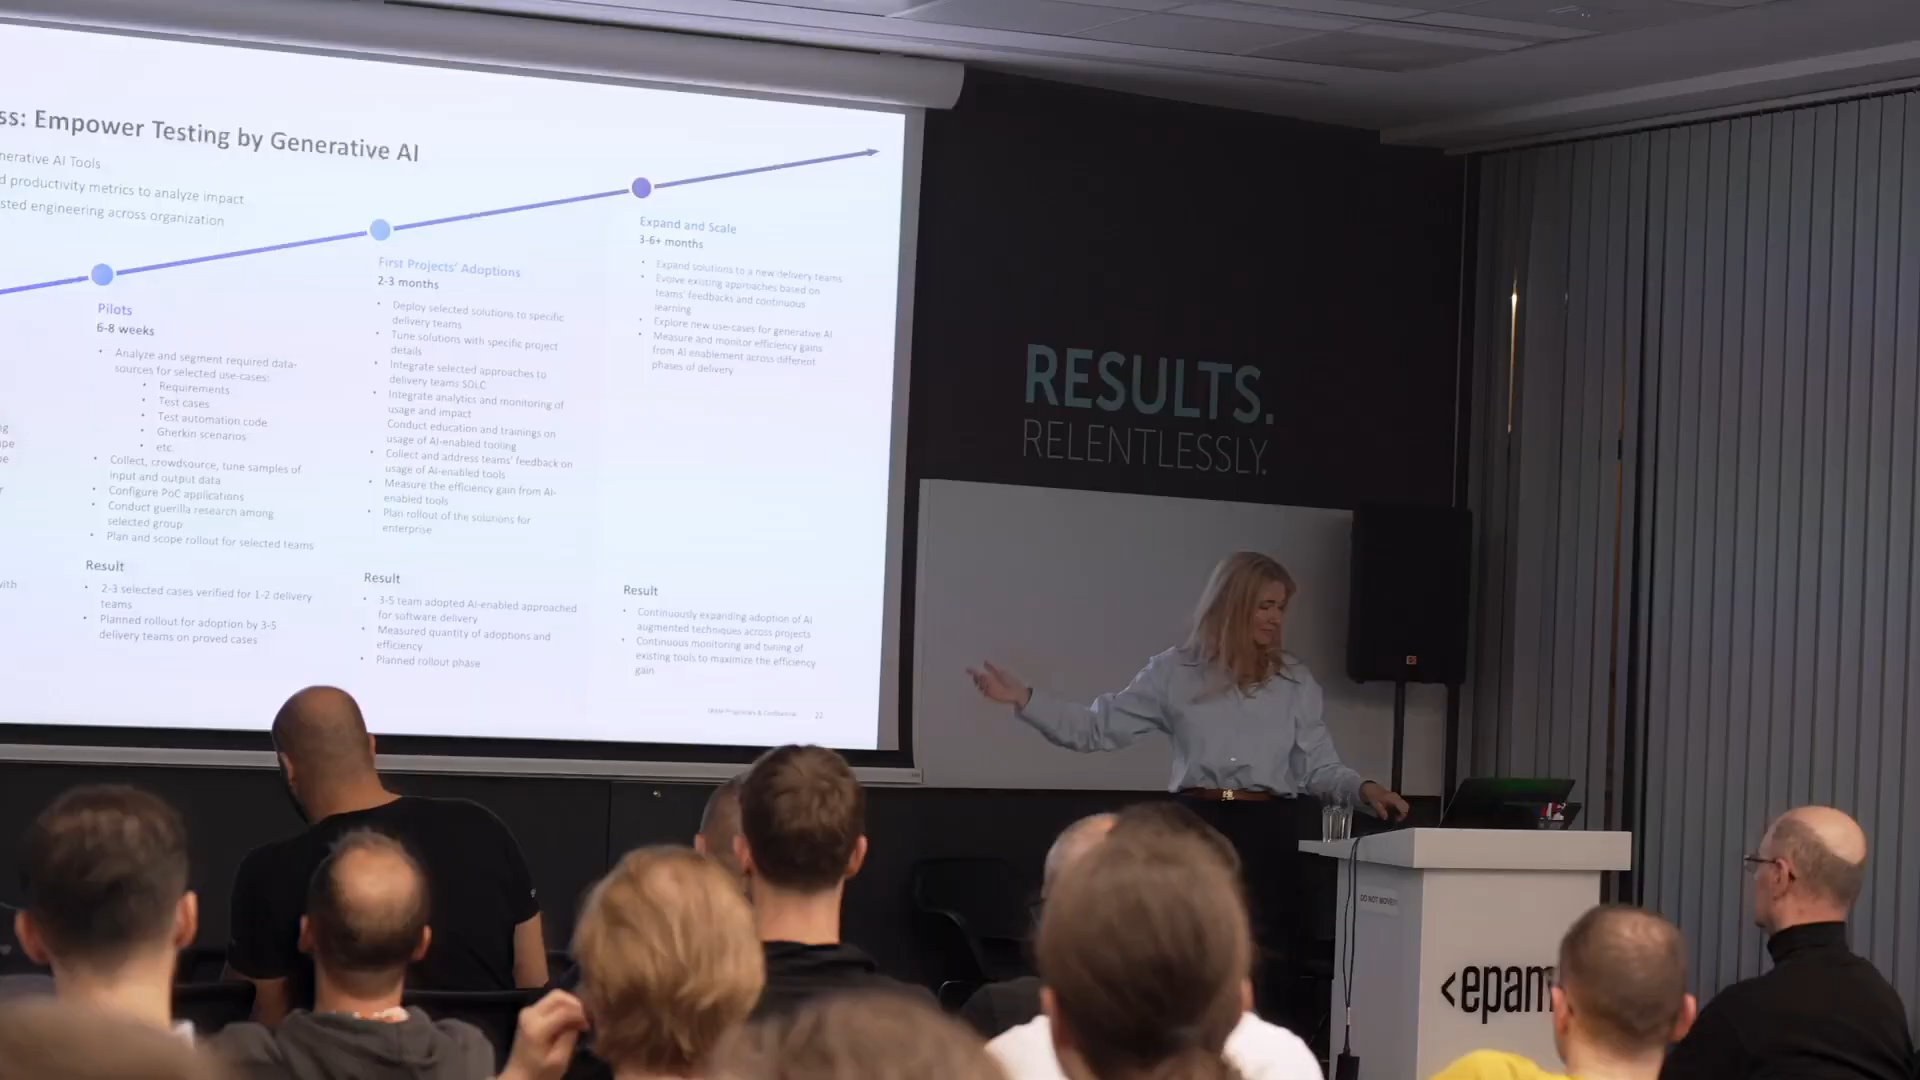 ss: Empower Testing by Generative AI
nerative AI Tools
d productivity metrics to analyze impact
sted engineering across organization
Pilots
6-8 weeks
• Analyze and segment required data-
sources for selected use-cases:
• Requirements
• Test cases
• Test automation code
• Gherkin scenarios
• etc.
• Collect, crowdsource, tune samples of
input and output data
• Configure PoC applications
• Conduct guerilla research among
selected group
• Plan and scope rollout for selected teams
Result
• 2-3 selected cases verified for 1-2 delivery
teams
• Planned rollout for adoption by 3-5
delivery teams on proved cases
First Projects' Adoptions
2-3 months
• Deploy selected solutions to specific
delivery teams
• Tune solutions with specific project
details
• Integrate selected approaches to
delivery teams SDLC
• Integrate analytics and monitoring of
usage and impact
Conduct education and trainings on
usage of AI-enabled tooling
• Collect and address teams' feedback on
usage of AI-enabled tools
• Measure the efficiency gain from AI-
enabled tools
• Plan rollout of the solutions for
enterprise
Result
• 3-5 team adopted AI-enabled approached
for software delivery
• Measured quantity of adoptions and
efficiency
• Planned rollout phase
Expand and Scale
3-6+ months
• Expand solutions to a new delivery teams
• Evolve existing approaches based on
teams' feedbacks and continuous
learning
• Explore new use-cases for generative AI
• Measure and monitor efficiency gains
from AI enablement across different
phases of delivery
Result
• Continuously expanding adoption of AI
augmented techniques across projects
• Continuous monitoring and tuning of
existing tools to maximize the efficiency
gain
22
ng
ope
with
RESULTS.
RELENTLESSLY.
DO NOT MOVE!
<epam